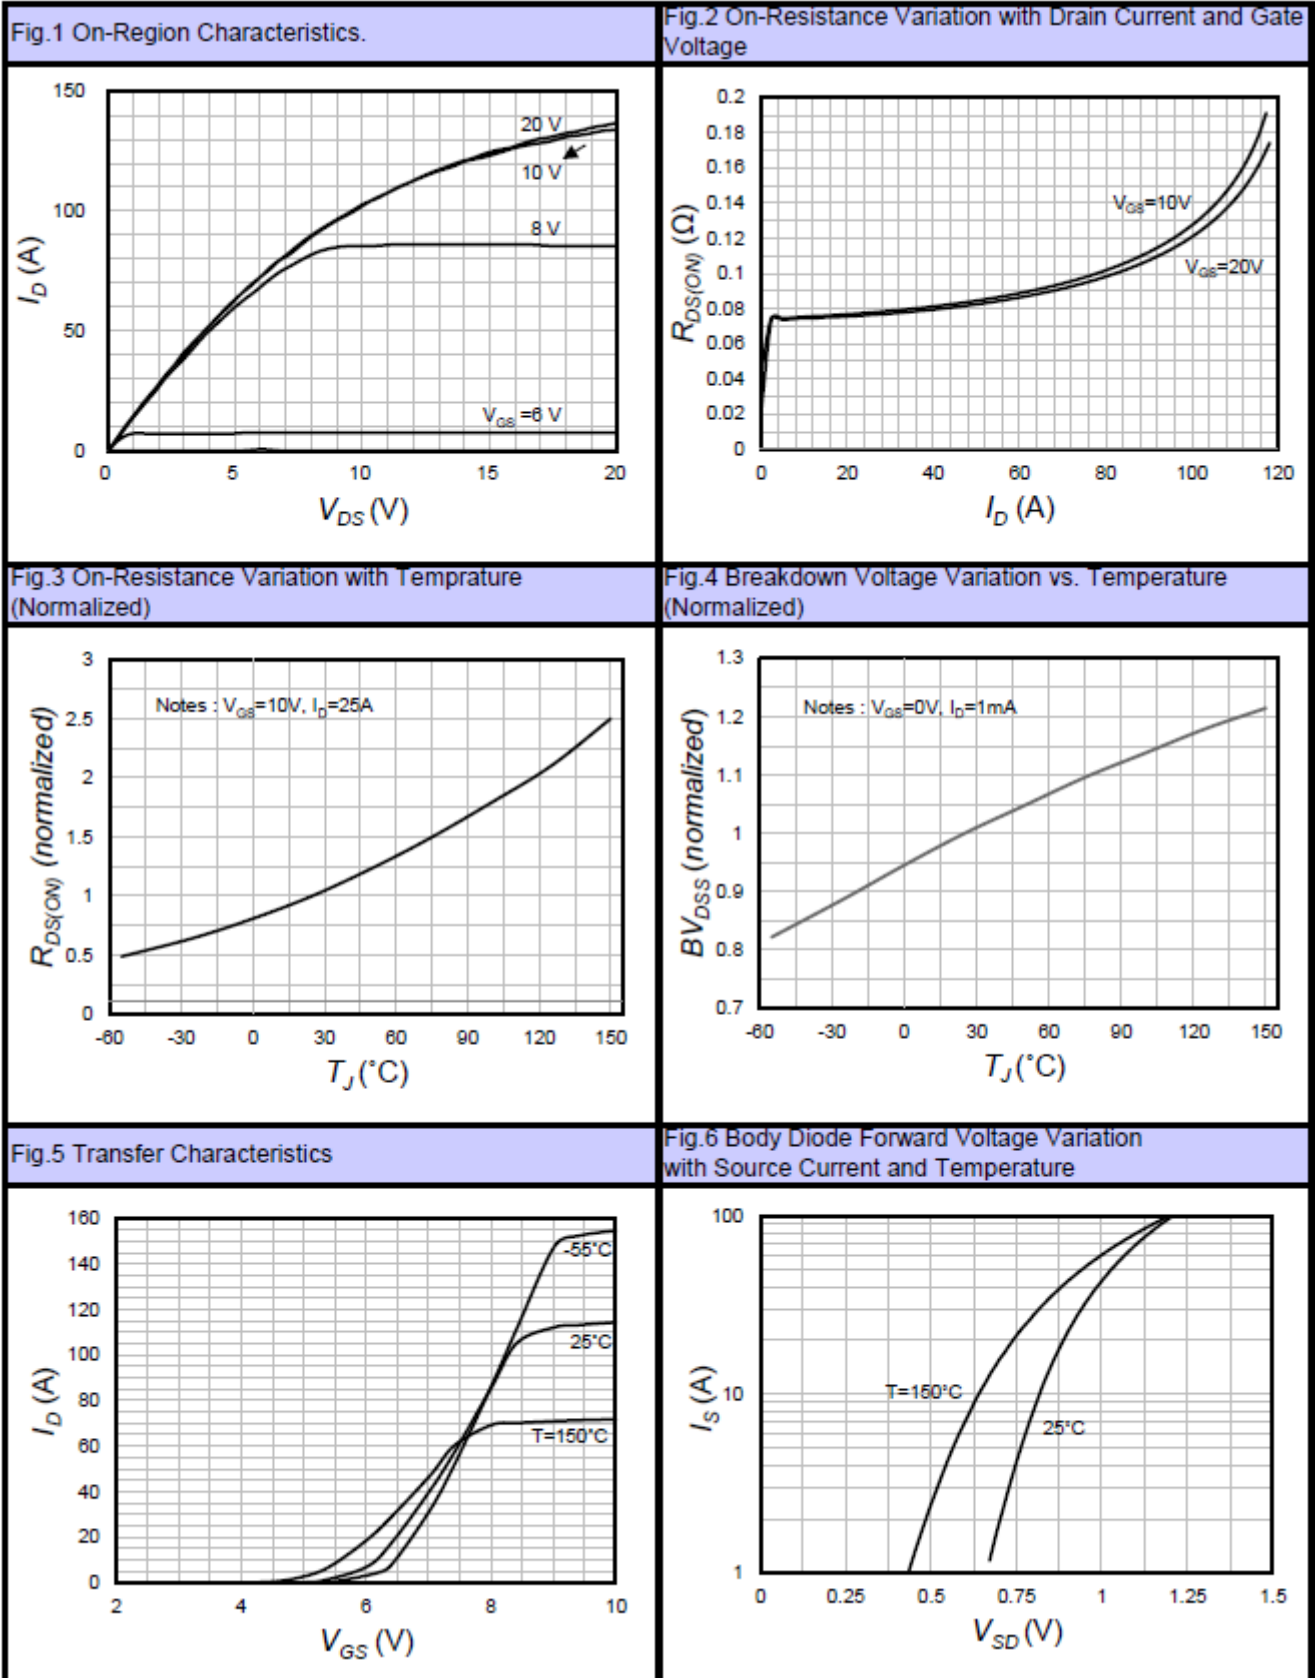 Fig.1 On-Region Characteristics.
Fig.2 On-Resistance Variation with Drain Current and Gate
Voltage
150
100
50
0
I_D (A)
20 V
10 V
8 V
V_GS =6 V
0 5 10 15 20
V_DS (V)
0.2
0.18
0.16
0.14
0.12
0.1
0.08
0.06
0.04
0.02
0
R_DS(ON) (Ω)
V_GS=10V
V_GS=20V
0 20 40 60 80 100 120
I_D (A)
Fig.3 On-Resistance Variation with Temprature
(Normalized)
Fig.4 Breakdown Voltage Variation vs. Temperature
(Normalized)
3
2.5
2
1.5
1
0.5
0
R_DS(ON) (normalized)
Notes : V_GS=10V, I_D=25A
-60 -30 0 30 60 90 120 150
T_J (°C)
1.3
1.2
1.1
1
0.9
0.8
0.7
BV_DSS (normalized)
Notes : V_GS=0V, I_D=1mA
-60 -30 0 30 60 90 120 150
T_J (°C)
Fig.5 Transfer Characteristics
Fig.6 Body Diode Forward Voltage Variation
with Source Current and Temperature
160
140
120
100
80
60
40
20
0
I_D (A)
-55°C
25°C
T=150°C
2 4 6 8 10
V_GS (V)
100
10
1
I_S (A)
T=150°C
25°C
0 0.25 0.5 0.75 1 1.25 1.5
V_SD (V)